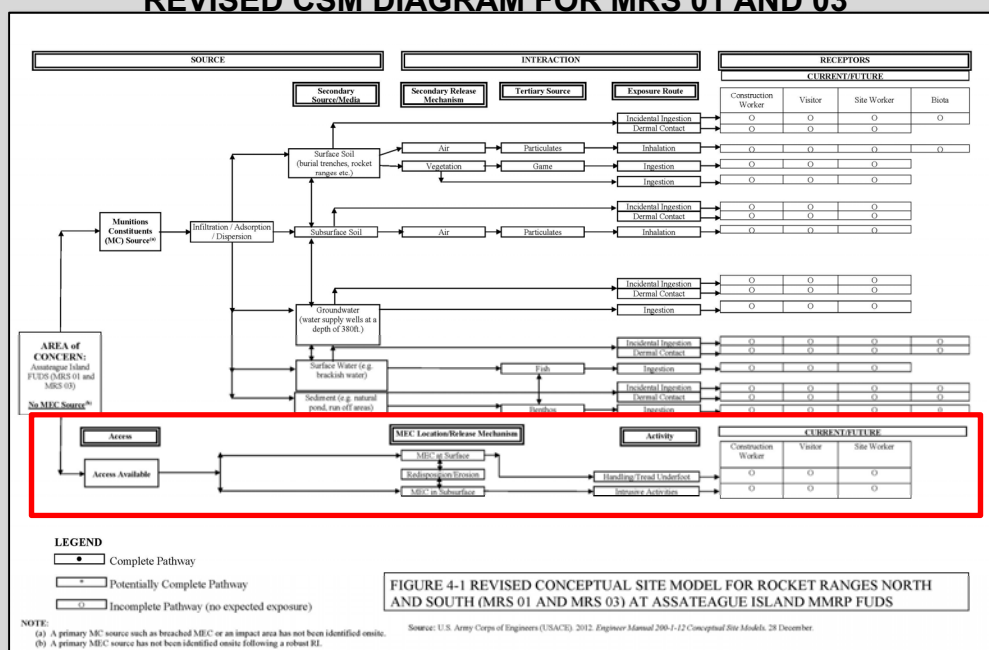 REVISED CSM DIAGRAM FOR MRS 01 AND 03
SOURCE
INTERACTION
RECEPTORS
CURRENT/FUTURE
Secondary
Source/Media
Secondary Release
Mechanism
Tertiary Source
Exposure Route
Construction
Worker
Visitor
Site Worker
Biota
Incidental Ingestion
O O O O
Dermal Contact
O O O
Surface Soil
(burial trenches, rocket
ranges etc.)
Air
Particulates
Inhalation
O O O O
Vegetation
Game
Ingestion
O O O
Ingestion
O O O
Munitions
Constituents
(MC) Source(a)
Infiltration / Adsorption
/ Dispersion
Incidental Ingestion
O O O
Dermal Contact
O O O
Subsurface Soil
Air
Particulates
Inhalation
O O O
Incidental Ingestion
O O O
Dermal Contact
O O O
Groundwater
(water supply wells at a
depth of 380ft.)
Ingestion
O O O
AREA of
CONCERN:
Assateague Island
FUDS (MRS 01 and
MRS 03)
No MEC Source(b)
Incidental Ingestion
O O O O
Dermal Contact
O O O O
Surface Water (e.g.
brackish water)
Fish
Ingestion
O O O
Incidental Ingestion
O O O O
Dermal Contact
O O O O
Sediment (e.g. natural
pond, run off areas)
Benthos
Ingestion
O O O O
Access
MEC Location/Release Mechanism
Activity
CURRENT/FUTURE
Construction
Worker
Visitor
Site Worker
Access Available
MEC at Surface
Redisposition/Erosion
MEC in Subsurface
Handling/Tread Underfoot
O O O
Intrusive Activities
O O O
LEGEND
• Complete Pathway
Potentially Complete Pathway
O Incomplete Pathway (no expected exposure)
FIGURE 4-1 REVISED CONCEPTUAL SITE MODEL FOR ROCKET RANGES NORTH
AND SOUTH (MRS 01 AND MRS 03) AT ASSATEAGUE ISLAND MMRP FUDS
NOTE:
(a) A primary MC source such as breached MEC or an impact area has not been identified onsite.
(b) A primary MEC source has not been identified onsite following a robust RI.
Source: U.S. Army Corps of Engineers (USACE). 2012. Engineer Manual 200-1-12 Conceptual Site Models. 28 December.